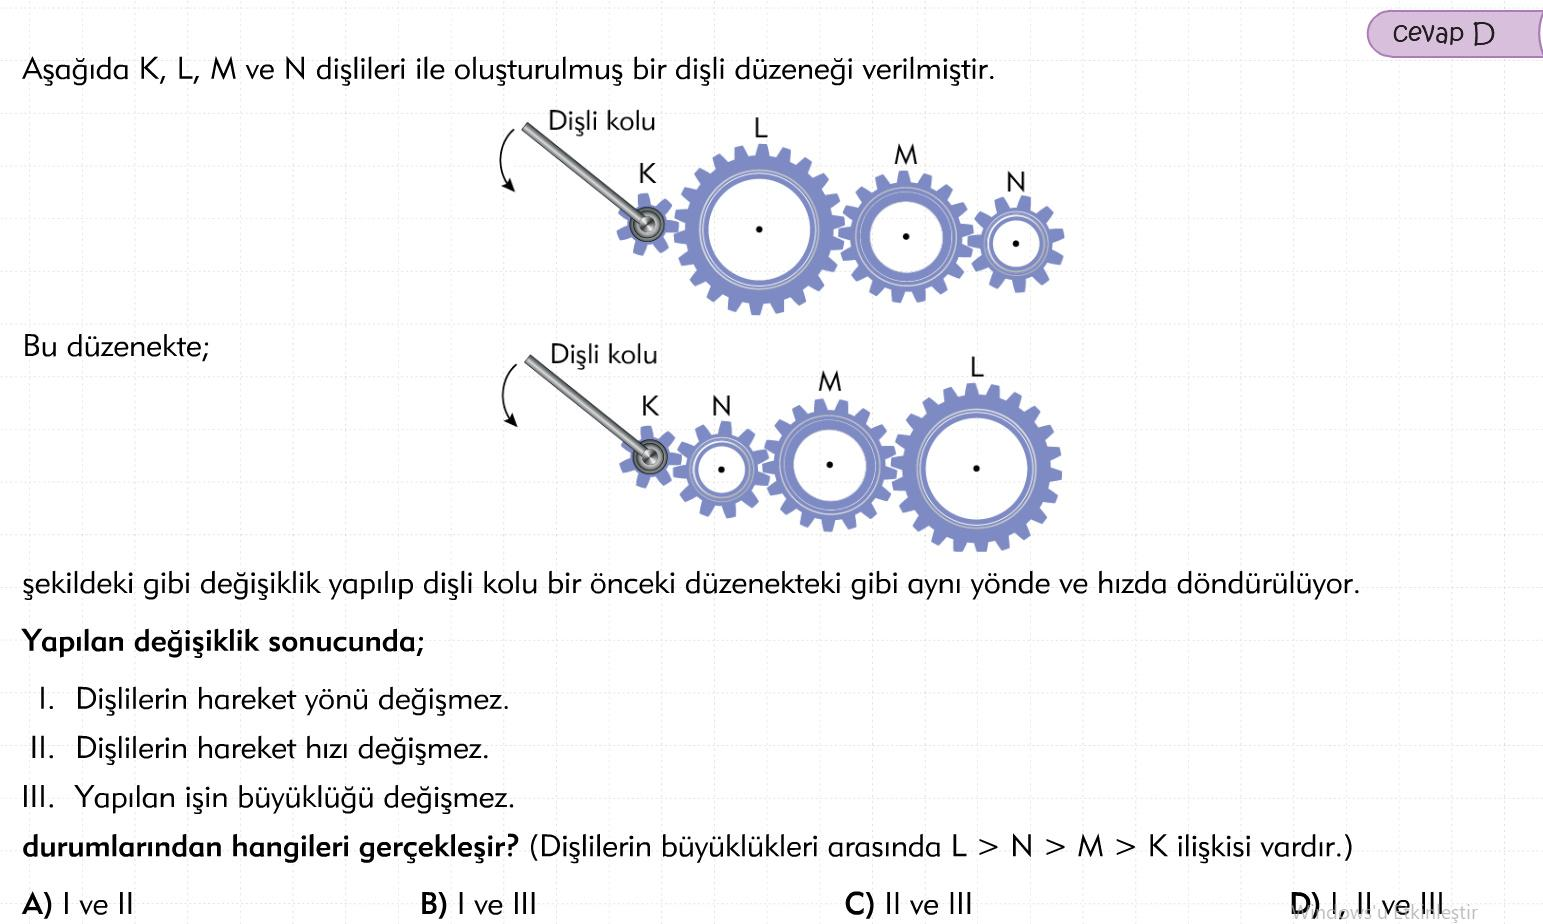 cevap D
Aşağıda K, L, M ve N dişlileri ile oluşturulmuş bir dişli düzeneği verilmiştir.
Dişli kolu
K
L
M
N
Bu düzenekte;
Dişli kolu
K
N
M
L
şekildeki gibi değişiklik yapılıp dişli kolu bir önceki düzenekteki gibi aynı yönde ve hızda döndürülüyor.
Yapılan değişiklik sonucunda;
I. Dişlilerin hareket yönü değişmez.
II. Dişlilerin hareket hızı değişmez.
III. Yapılan işin büyüklüğü değişmez.
durumlarından hangileri gerçekleşir? (Dişlilerin büyüklükleri arasında L > N > M > K ilişkisi vardır.)
A) I ve II B) I ve III C) II ve III D) I, II ve III
Windows'u Etkinleştir